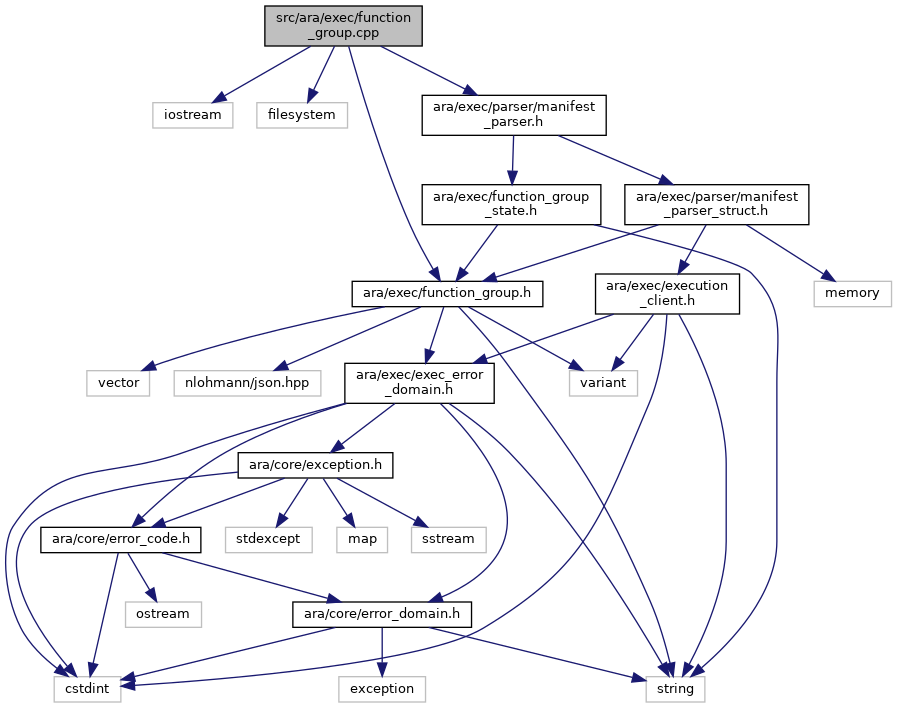 src/ara/exec/function
_group.cpp
iostream
filesystem
ara/exec/parser/manifest
_parser.h
ara/exec/function_group
_state.h
ara/exec/parser/manifest
_parser_struct.h
ara/exec/function_group.h
ara/exec/execution
_client.h
memory
vector
nlohmann/json.hpp
ara/exec/exec_error
_domain.h
variant
ara/core/exception.h
ara/core/error_code.h
stdexcept
map
sstream
ostream
ara/core/error_domain.h
cstdint
exception
string